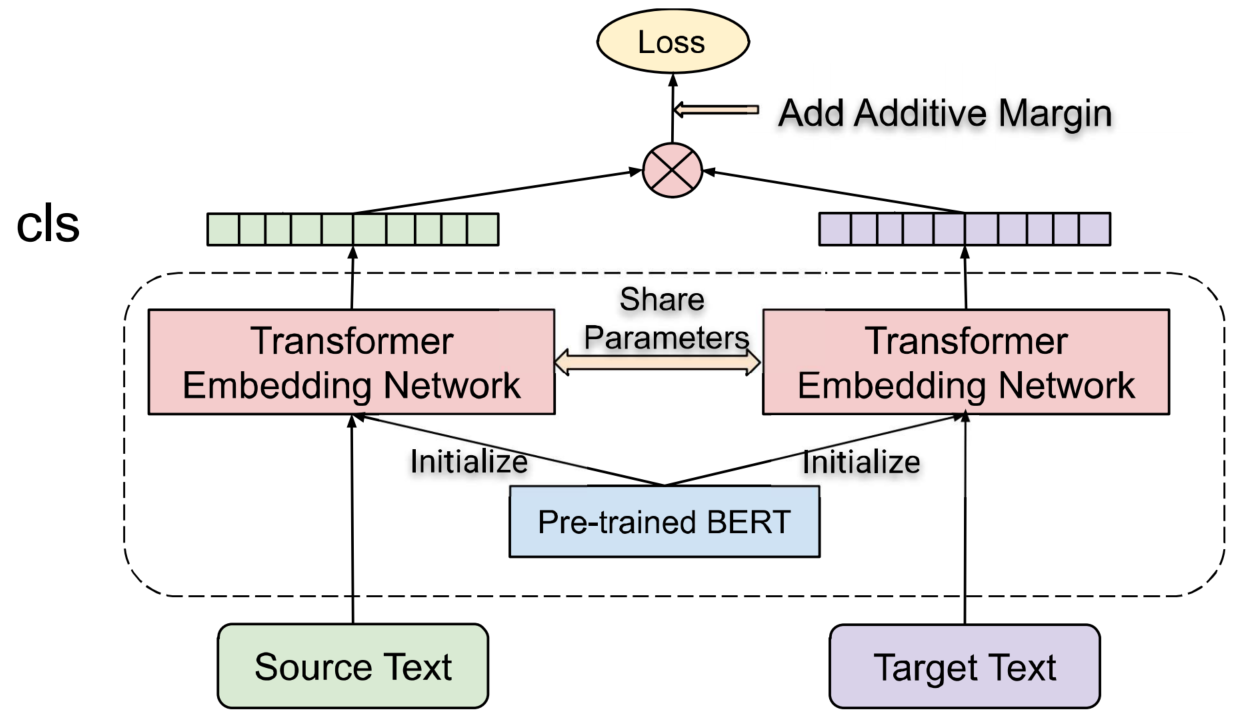 Loss
Add Additive Margin
cls
Share
Parameters
Transformer
Embedding Network
Transformer
Embedding Network
Initialize
Initialize
Pre-trained BERT
Source Text
Target Text